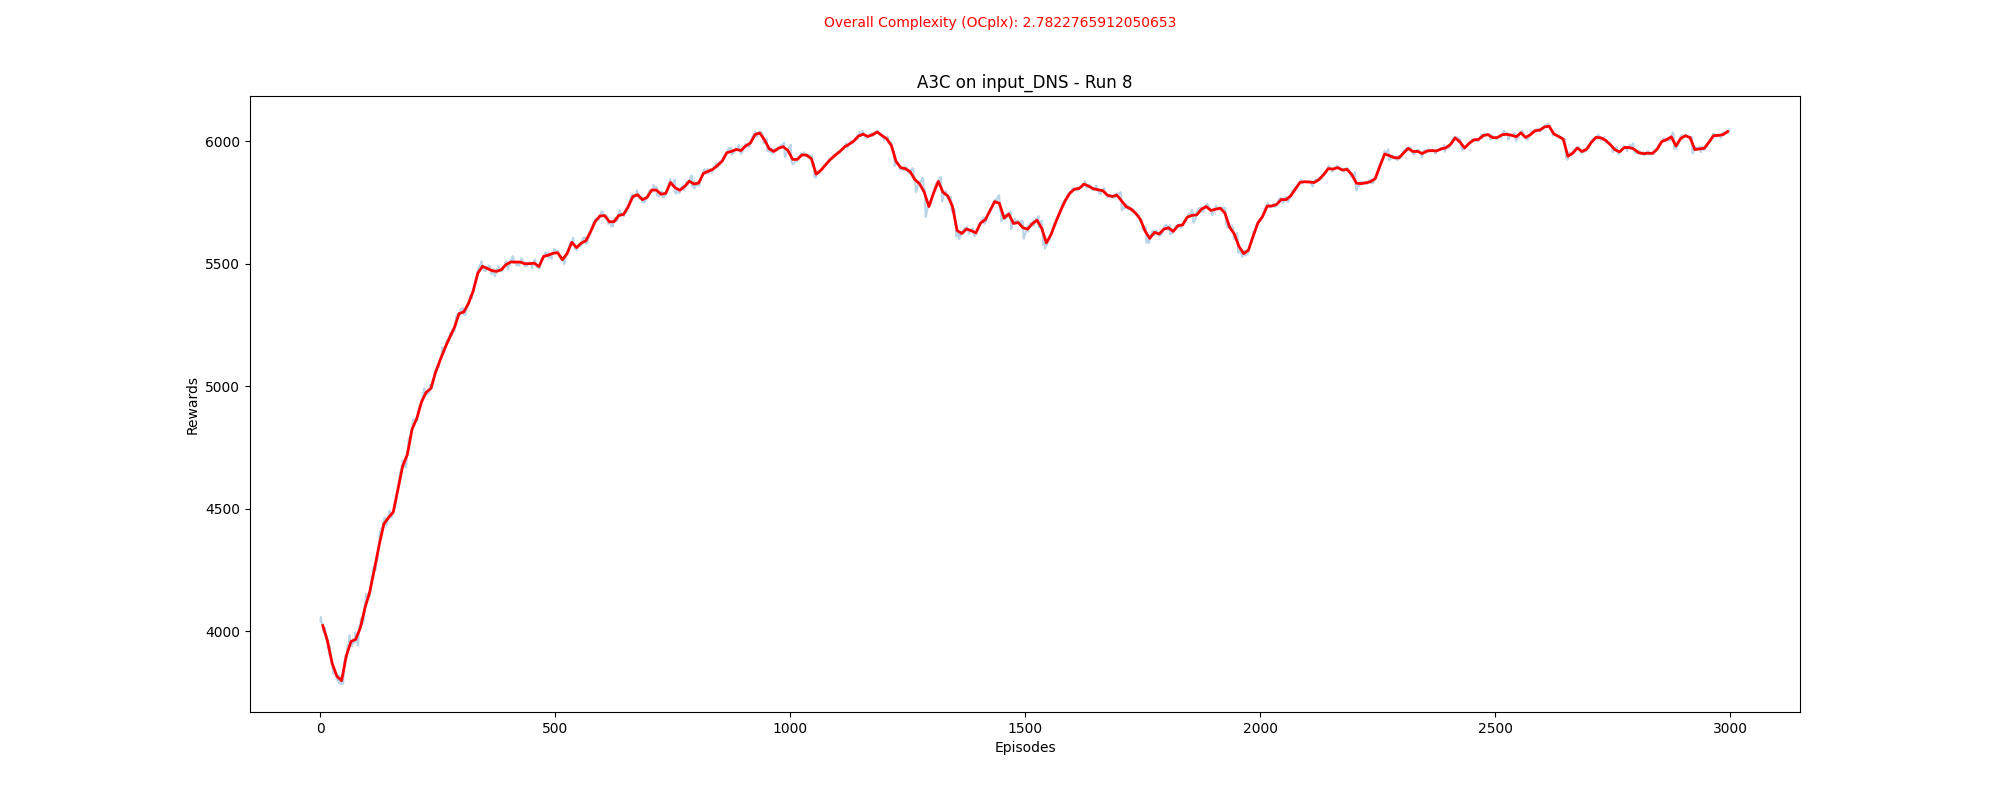 Overall Complexity (OCplx): 2.7822765912050653
A3C on input_DNS - Run 8
6000
5500
5000
4500
4000
Rewards
0 500 1000 1500 2000 2500 3000
Episodes